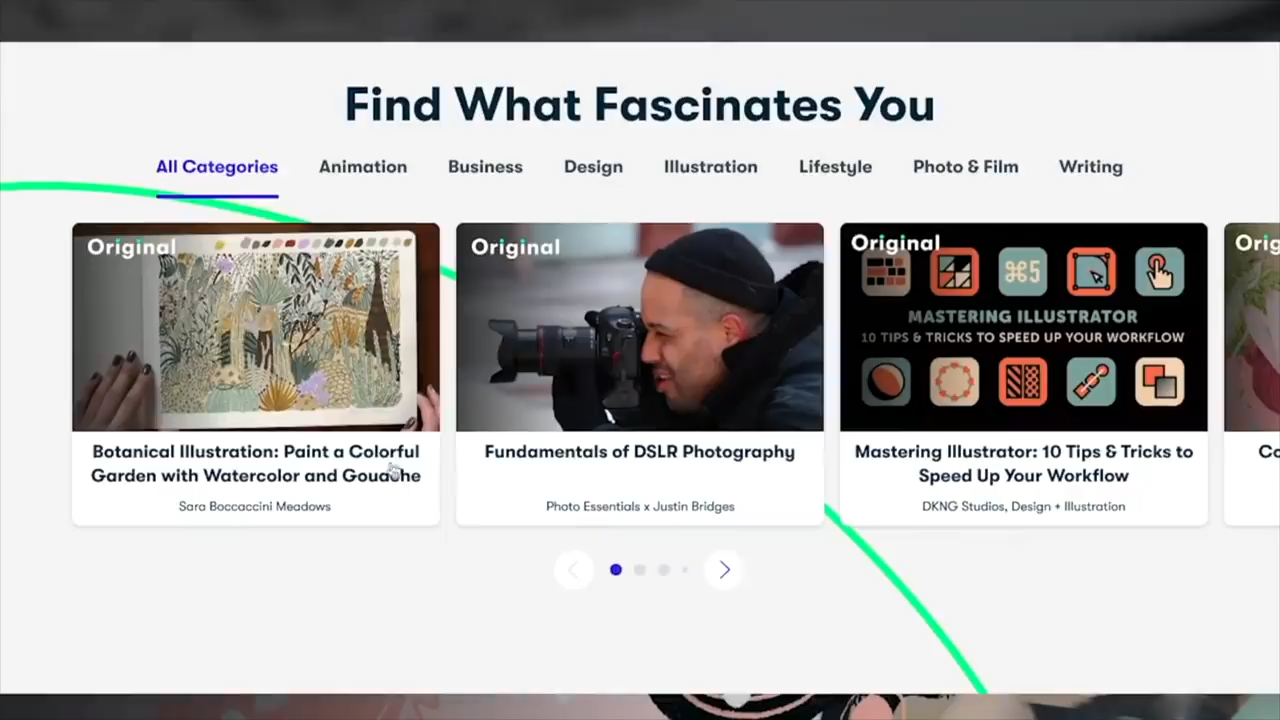 Find What Fascinates You
All Categories Animation Business Design Illustration Lifestyle Photo & Film Writing
Original
Botanical Illustration: Paint a Colorful
Garden with Watercolor and Gouache
Sara Boccaccini Meadows
Original
Fundamentals of DSLR Photography
Photo Essentials x Justin Bridges
Original
⌘5
MASTERING ILLUSTRATOR
10 TIPS & TRICKS TO SPEED UP YOUR WORKFLOW
Mastering Illustrator: 10 Tips & Tricks to
Speed Up Your Workflow
DKNG Studios, Design + Illustration
Orig
Co